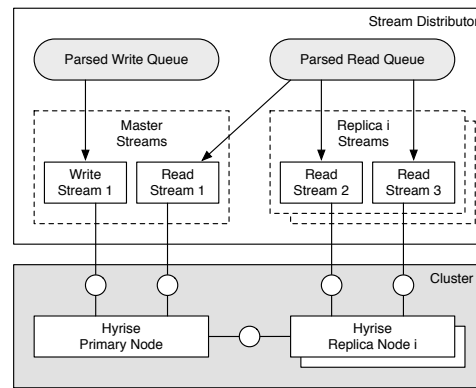 Stream Distributor
Parsed Write Queue
Parsed Read Queue
Master
Streams
Replica i
Streams
Write
Stream 1
Read
Stream 1
Read
Stream 2
Read
Stream 3
Cluster
Hyrise
Primary Node
Hyrise
Replica Node i